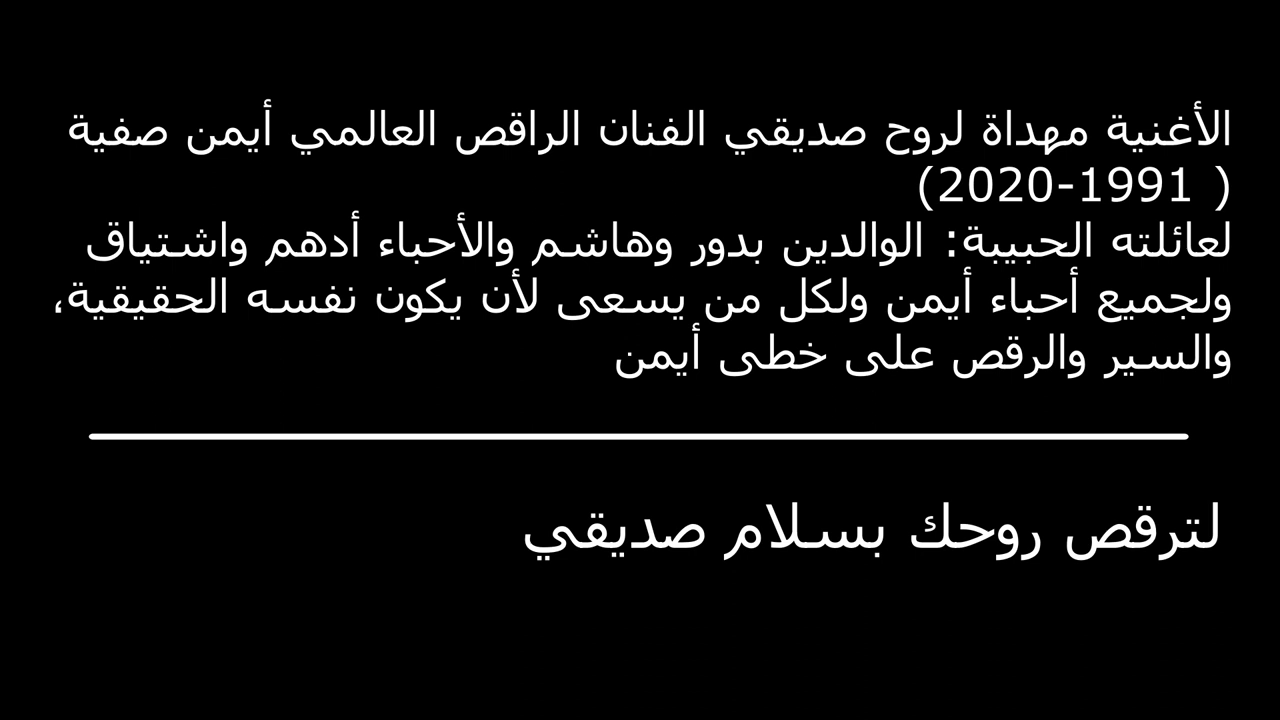 الأغنية مهداة لروح صديقي الفنان الراقص العالمي أيمن صفية
( 1991-2020)
لعائلته الحبيبة: الوالدين بدور وهاشم والأحباء أدهم واشتياق
ولجميع أحباء أيمن ولكل من يسعى لأن يكون نفسه الحقيقية،
والسير والرقص على خطى أيمن
لترقص روحك بسلام صديقي